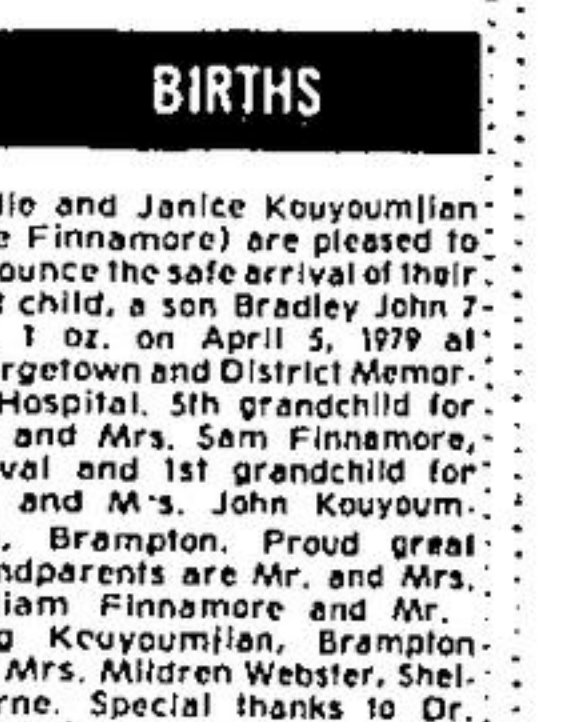 BIRTHS
lio and Janice Kouyoumjian
e Finnamore) are pleased to
ounce the safe arrival of their
t child, a son Bradley John 7-
1 oz. on April 5, 1979 at
rgetown and District Memor-
Hospital. 5th grandchild for
and Mrs. Sam Finnamore,
val and 1st grandchild for
and M s. John Kouyoum-
, Brampton. Proud great
ndparents are Mr. and Mrs.
iam Finnamore and Mr.
g Kouyoumjian, Brampton
Mrs. Mildren Webster, Shel-
rne. Special thanks to Dr.